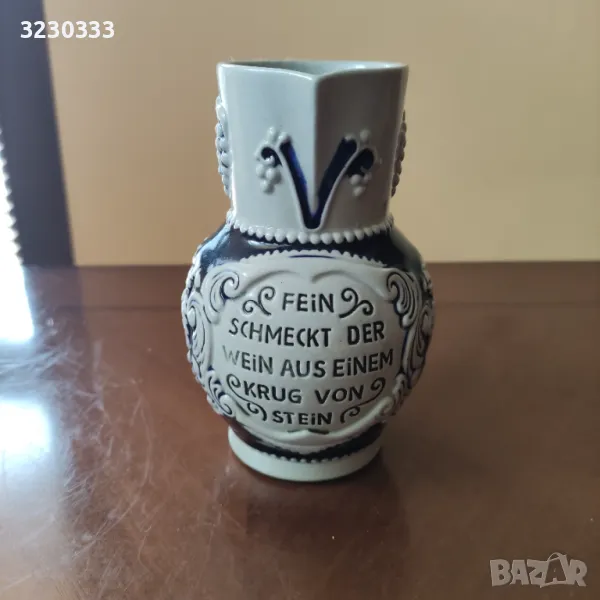 3230333
FEiN
SCHMECKT DER
WEiN AUS EiNEM
KRUG VON
STEiN
BAZAR